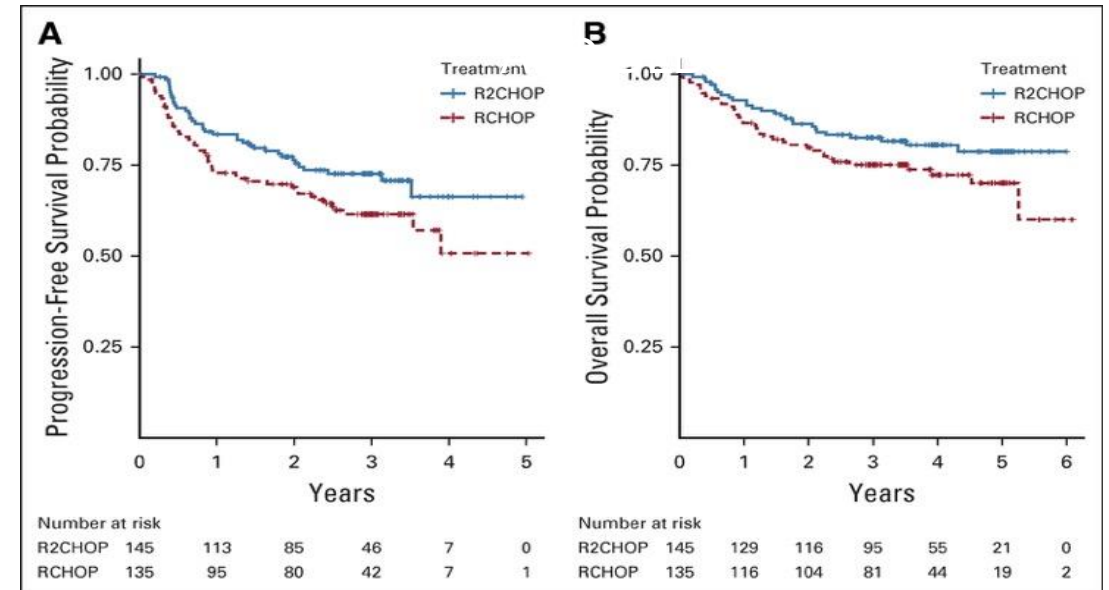 A
Progression-Free Survival Probability
1.00
0.75
0.50
0.25
Treatment
R2CHOP
RCHOP
0 1 2 3 4 5
Years
Number at risk
R2CHOP 145 113 85 46 7 0
RCHOP 135 95 80 42 7 1
B
Overall Survival Probability
0.75
0.50
0.25
Treatment
R2CHOP
RCHOP
0 1 2 3 4 5 6
Years
Number at risk
R2CHOP 145 129 116 95 55 21 0
RCHOP 135 116 104 81 44 19 2